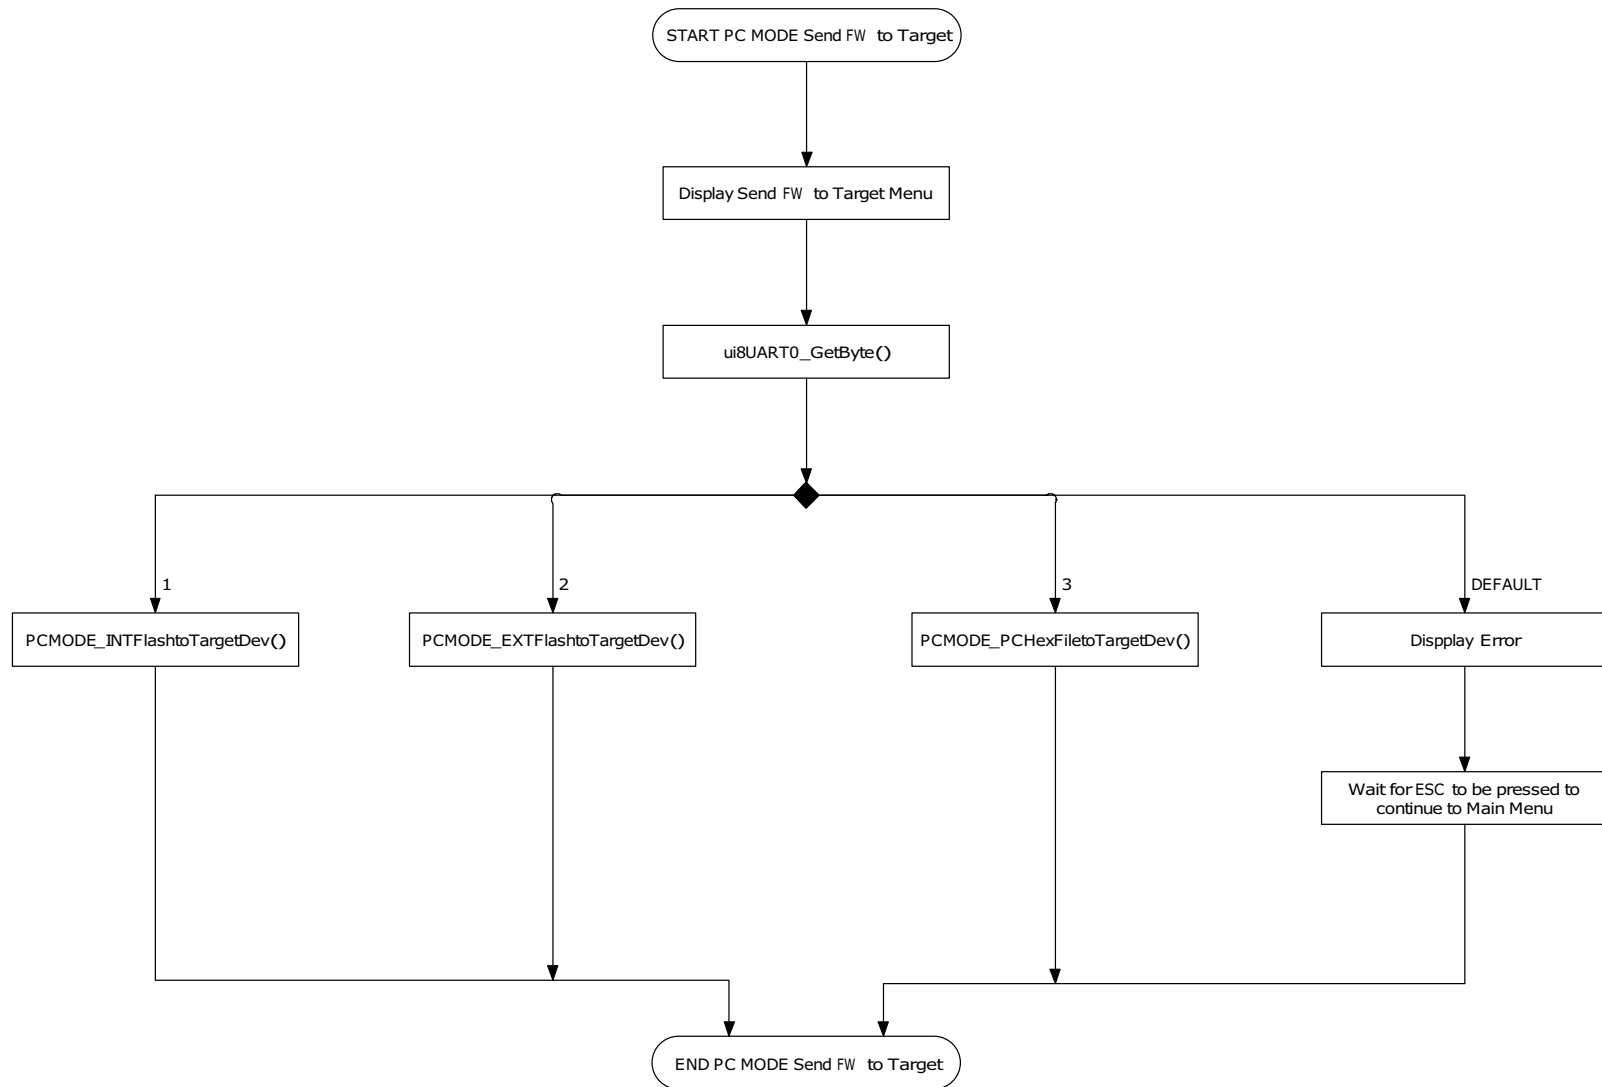 START PC MODE Send FW to Target
Display Send FW to Target Menu
ui8UART0_GetByte()
1
2
3
DEFAULT
PCMODE_INTFlashtoTargetDev()
PCMODE_EXTFlashtoTargetDev()
PCMODE_PCHexFiletoTargetDev()
Dispplay Error
Wait for ESC to be pressed to
continue to Main Menu
END PC MODE Send FW to Target